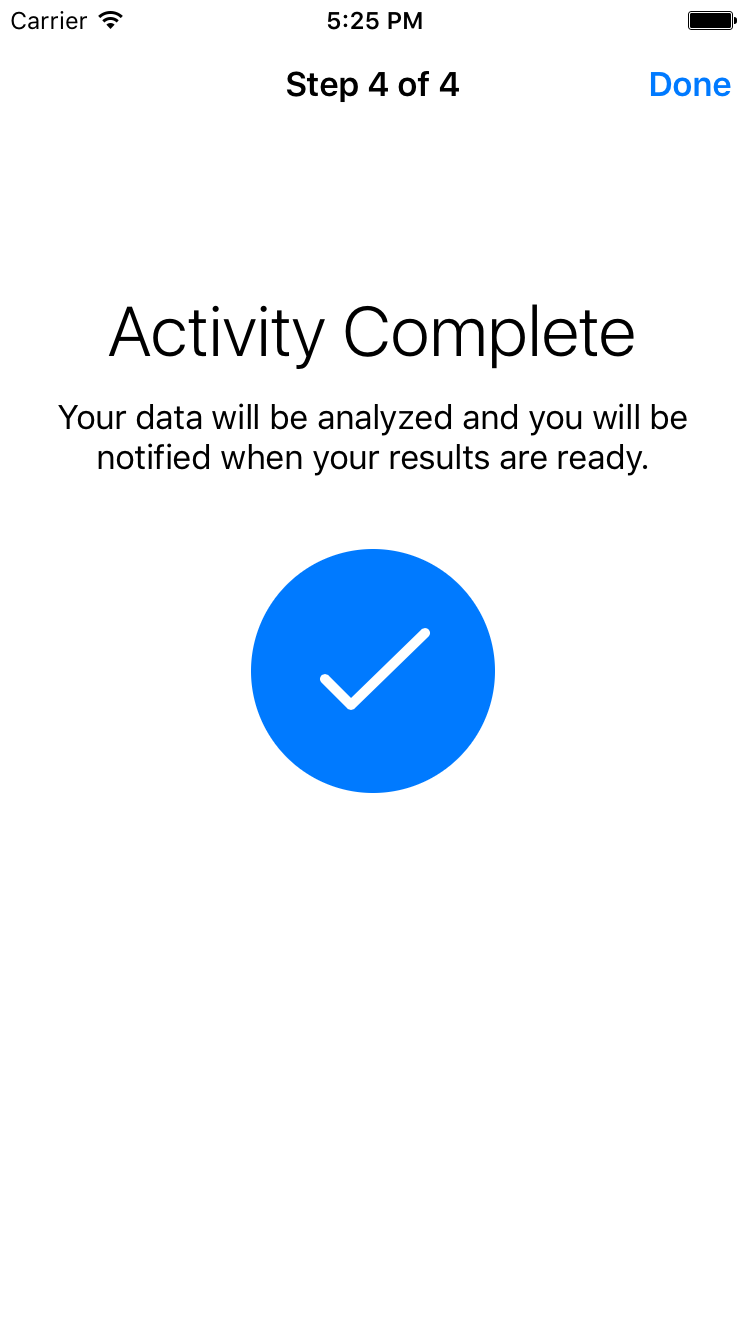 Carrier
5:25 PM
Step 4 of 4
Done
Activity Complete
Your data will be analyzed and you will be
notified when your results are ready.